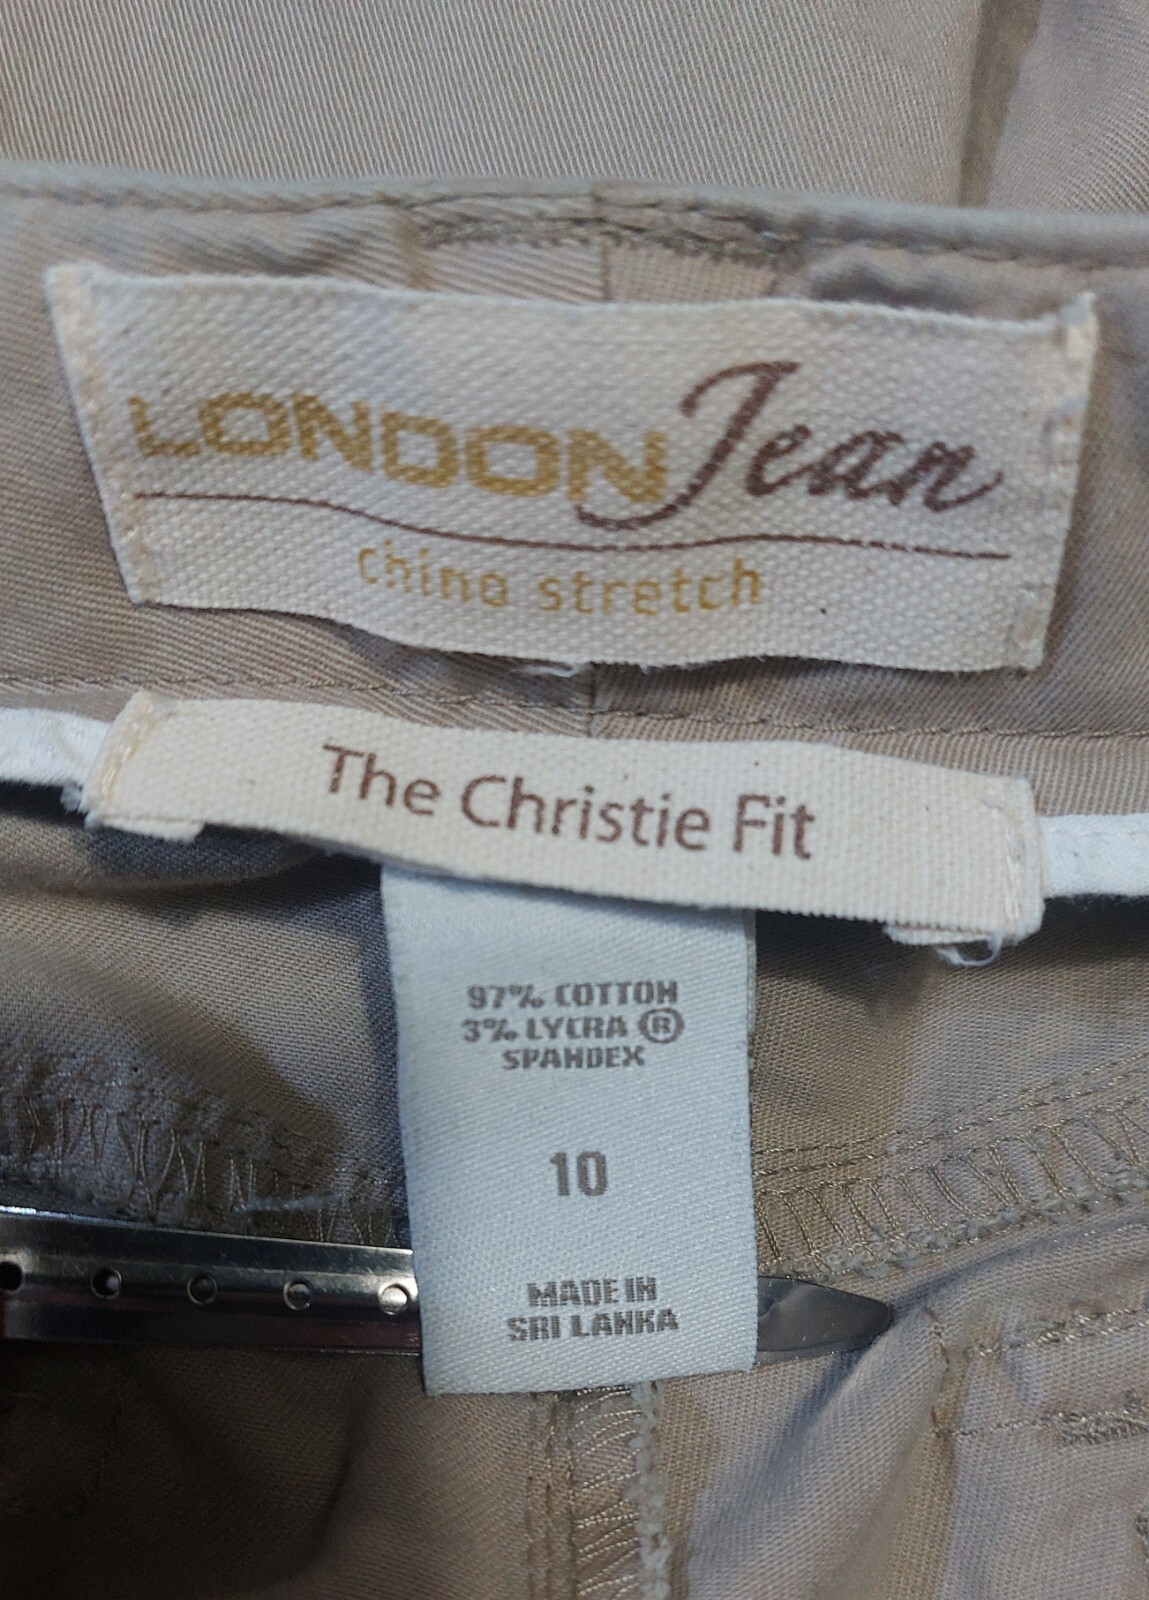 LONDON Jean
chino stretch
The Christie Fit
97% COTTON
3% LYCRA ®
SPANDEX
10
MADE IN
SRI LANKA